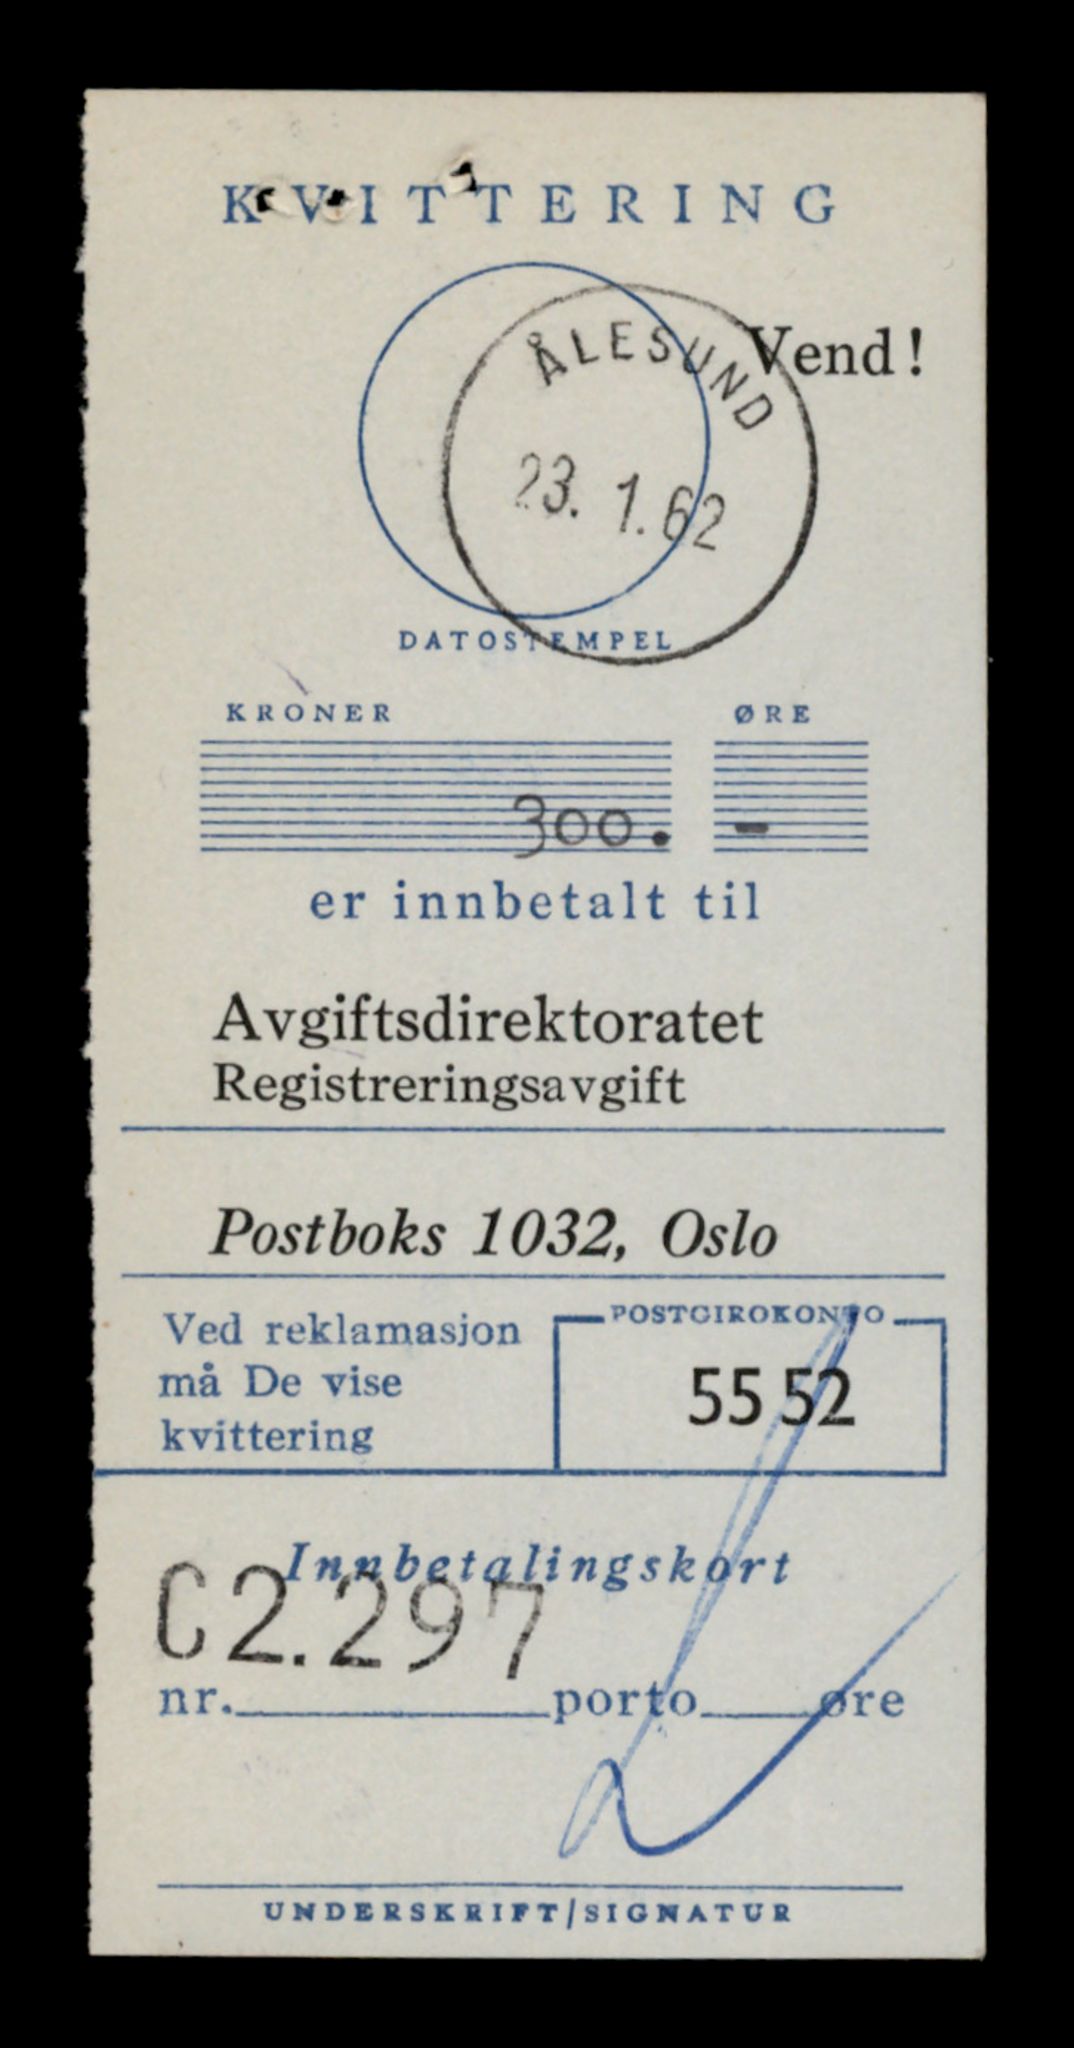 KVITTERING
Vend!
ÅLESUND
23. 1. 62
DATOSTEMPEL
KRONER ØRE
300. -
er innbetalt til
Avgiftsdirektoratet
Registreringsavgift
Postboks 1032, Oslo
Ved reklamasjon
må De vise
kvittering
POSTGIROKONTO
55 52
Innbetalingskort
C2.297
nr. porto øre
UNDERSKRIFT/SIGNATUR